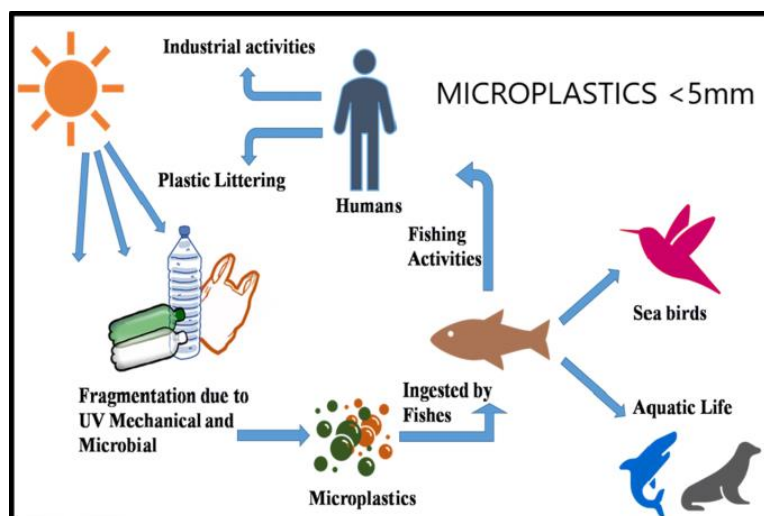 Industrial activities
MICROPLASTICS <5mm
Plastic Littering
Humans
Fishing
Activities
Sea birds
Fragmentation due to
UV Mechanical and
Microbial
Ingested by
Fishes
Aquatic Life
Microplastics